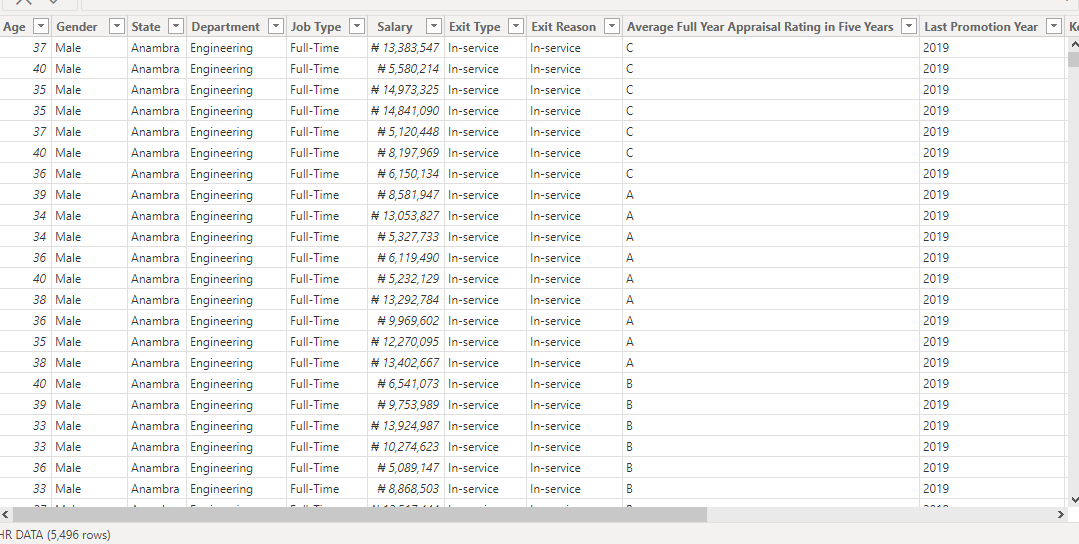 Age Gender State Department Job Type Salary Exit Type Exit Reason Average Full Year Appraisal Rating in Five Years Last Promotion Year
37 Male Anambra Engineering Full-Time ₦ 13,383,547 In-service In-service C 2019
40 Male Anambra Engineering Full-Time ₦ 5,580,214 In-service In-service C 2019
35 Male Anambra Engineering Full-Time ₦ 14,973,325 In-service In-service C 2019
35 Male Anambra Engineering Full-Time ₦ 14,841,090 In-service In-service C 2019
37 Male Anambra Engineering Full-Time ₦ 5,120,448 In-service In-service C 2019
40 Male Anambra Engineering Full-Time ₦ 8,197,969 In-service In-service C 2019
36 Male Anambra Engineering Full-Time ₦ 6,150,134 In-service In-service C 2019
39 Male Anambra Engineering Full-Time ₦ 8,581,947 In-service In-service A 2019
34 Male Anambra Engineering Full-Time ₦ 13,053,827 In-service In-service A 2019
34 Male Anambra Engineering Full-Time ₦ 5,327,733 In-service In-service A 2019
36 Male Anambra Engineering Full-Time ₦ 6,119,490 In-service In-service A 2019
40 Male Anambra Engineering Full-Time ₦ 5,232,129 In-service In-service A 2019
38 Male Anambra Engineering Full-Time ₦ 13,292,784 In-service In-service A 2019
36 Male Anambra Engineering Full-Time ₦ 9,969,602 In-service In-service A 2019
35 Male Anambra Engineering Full-Time ₦ 12,270,095 In-service In-service A 2019
38 Male Anambra Engineering Full-Time ₦ 13,402,667 In-service In-service A 2019
40 Male Anambra Engineering Full-Time ₦ 6,541,073 In-service In-service B 2019
39 Male Anambra Engineering Full-Time ₦ 9,753,989 In-service In-service B 2019
33 Male Anambra Engineering Full-Time ₦ 13,924,987 In-service In-service B 2019
33 Male Anambra Engineering Full-Time ₦ 10,274,623 In-service In-service B 2019
36 Male Anambra Engineering Full-Time ₦ 5,089,147 In-service In-service B 2019
33 Male Anambra Engineering Full-Time ₦ 8,868,503 In-service In-service B 2019
HR DATA (5,496 rows)